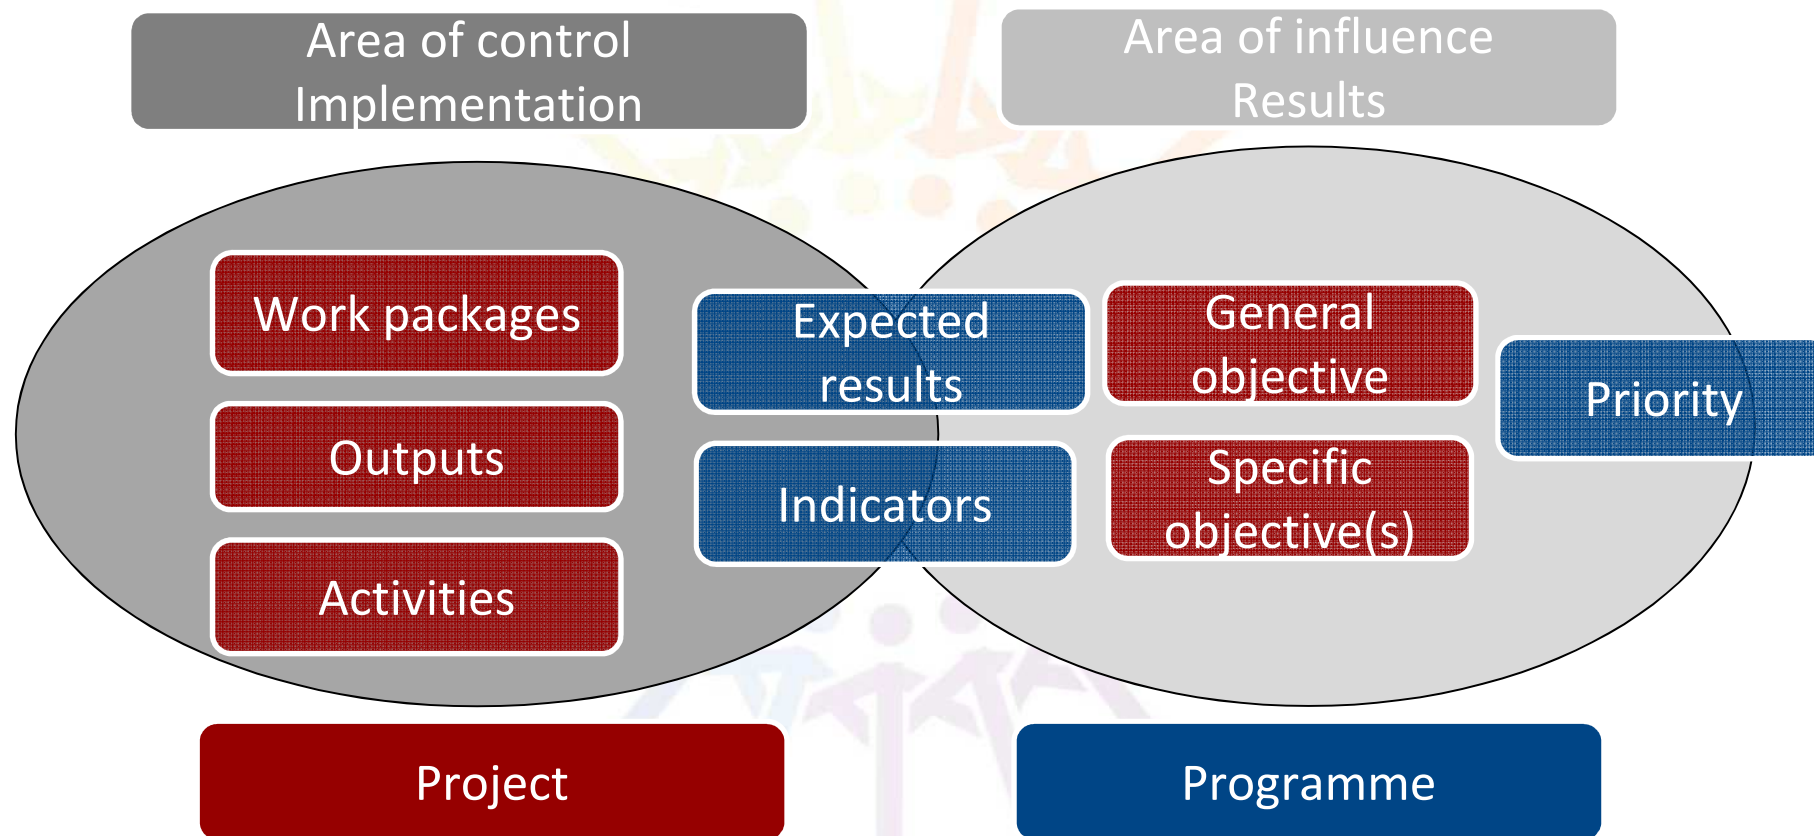 Area of control
Implementation
Area of influence
Results
Work packages
Outputs
Activities
Expected
results
Indicators
General
objective
Specific
objective(s)
Priority
Project
Programme